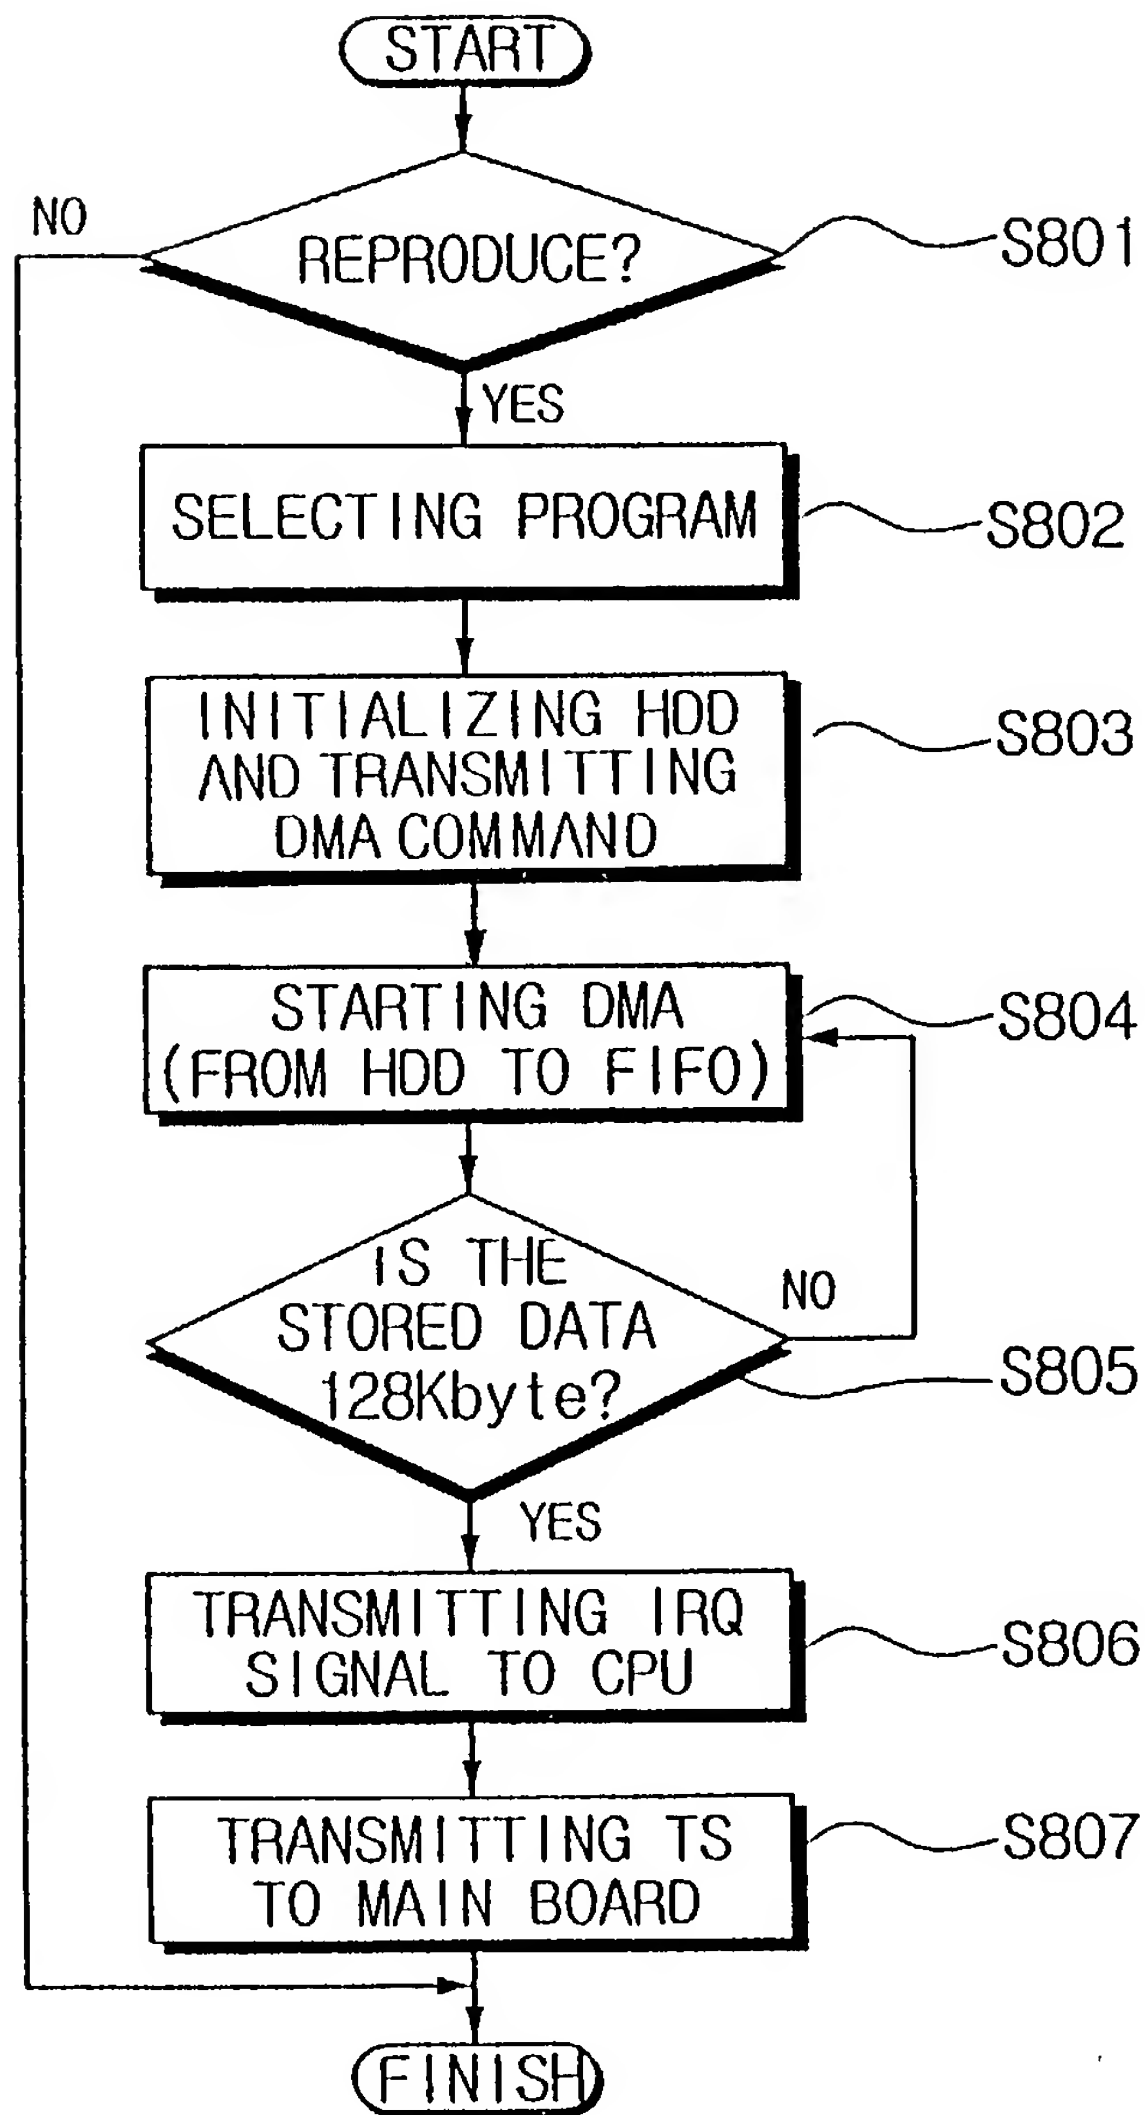 START
NO
REPRODUCE?
S801
YES
SELECTING PROGRAM
S802
INITIALIZING HDD
AND TRANSMITTING
DMA COMMAND
S803
STARTING DMA
(FROM HDD TO FIFO)
S804
IS THE
STORED DATA
128Kbyte?
NO
S805
YES
TRANSMITTING IRQ
SIGNAL TO CPU
S806
TRANSMITTING TS
TO MAIN BOARD
S807
FINISH